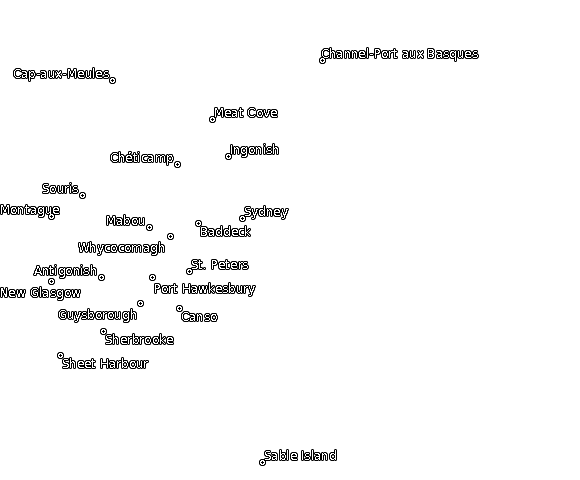 Channel-Port aux Basques
Cap-aux-Meules
Meat Cove
Ingonish
Chéticamp
Souris
Montague
Sydney
Mabou
Baddeck
Whycocomagh
St. Peters
Antigonish
Port Hawkesbury
New Glasgow
Guysborough
Canso
Sherbrooke
Sheet Harbour
Sable Island